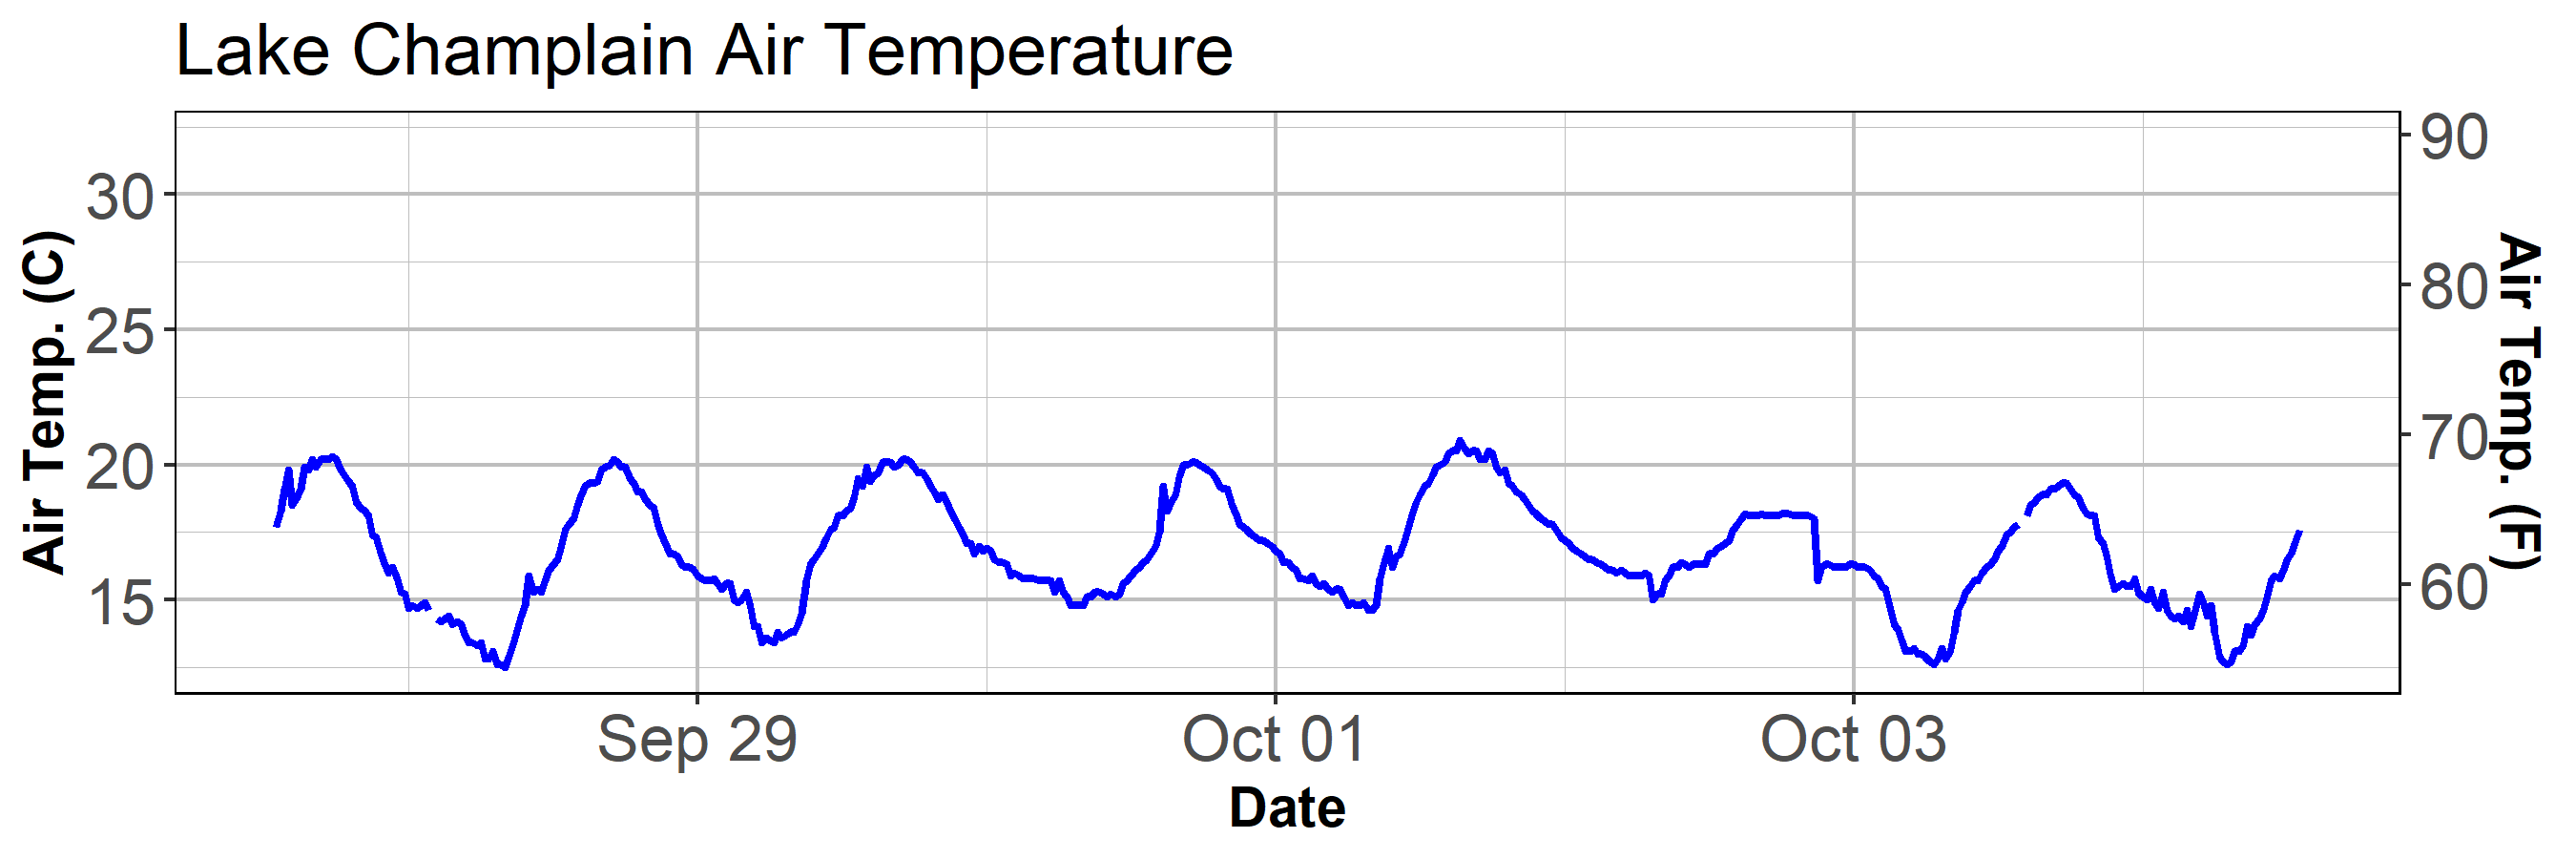 Lake Champlain Air Temperature
30
25
20
15
Air Temp. (C)
90
80
70
60
Air Temp. (F)
Sep 29
Oct 01
Oct 03
Date